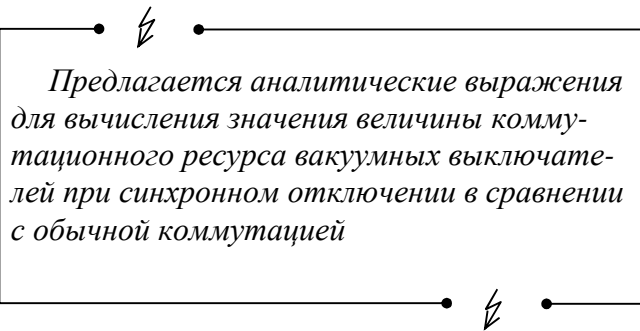 Предлагается аналитические выражения
для вычисления значения величины комму-
тационного ресурса вакуумных выключате-
лей при синхронном отключении в сравнении
с обычной коммутацией